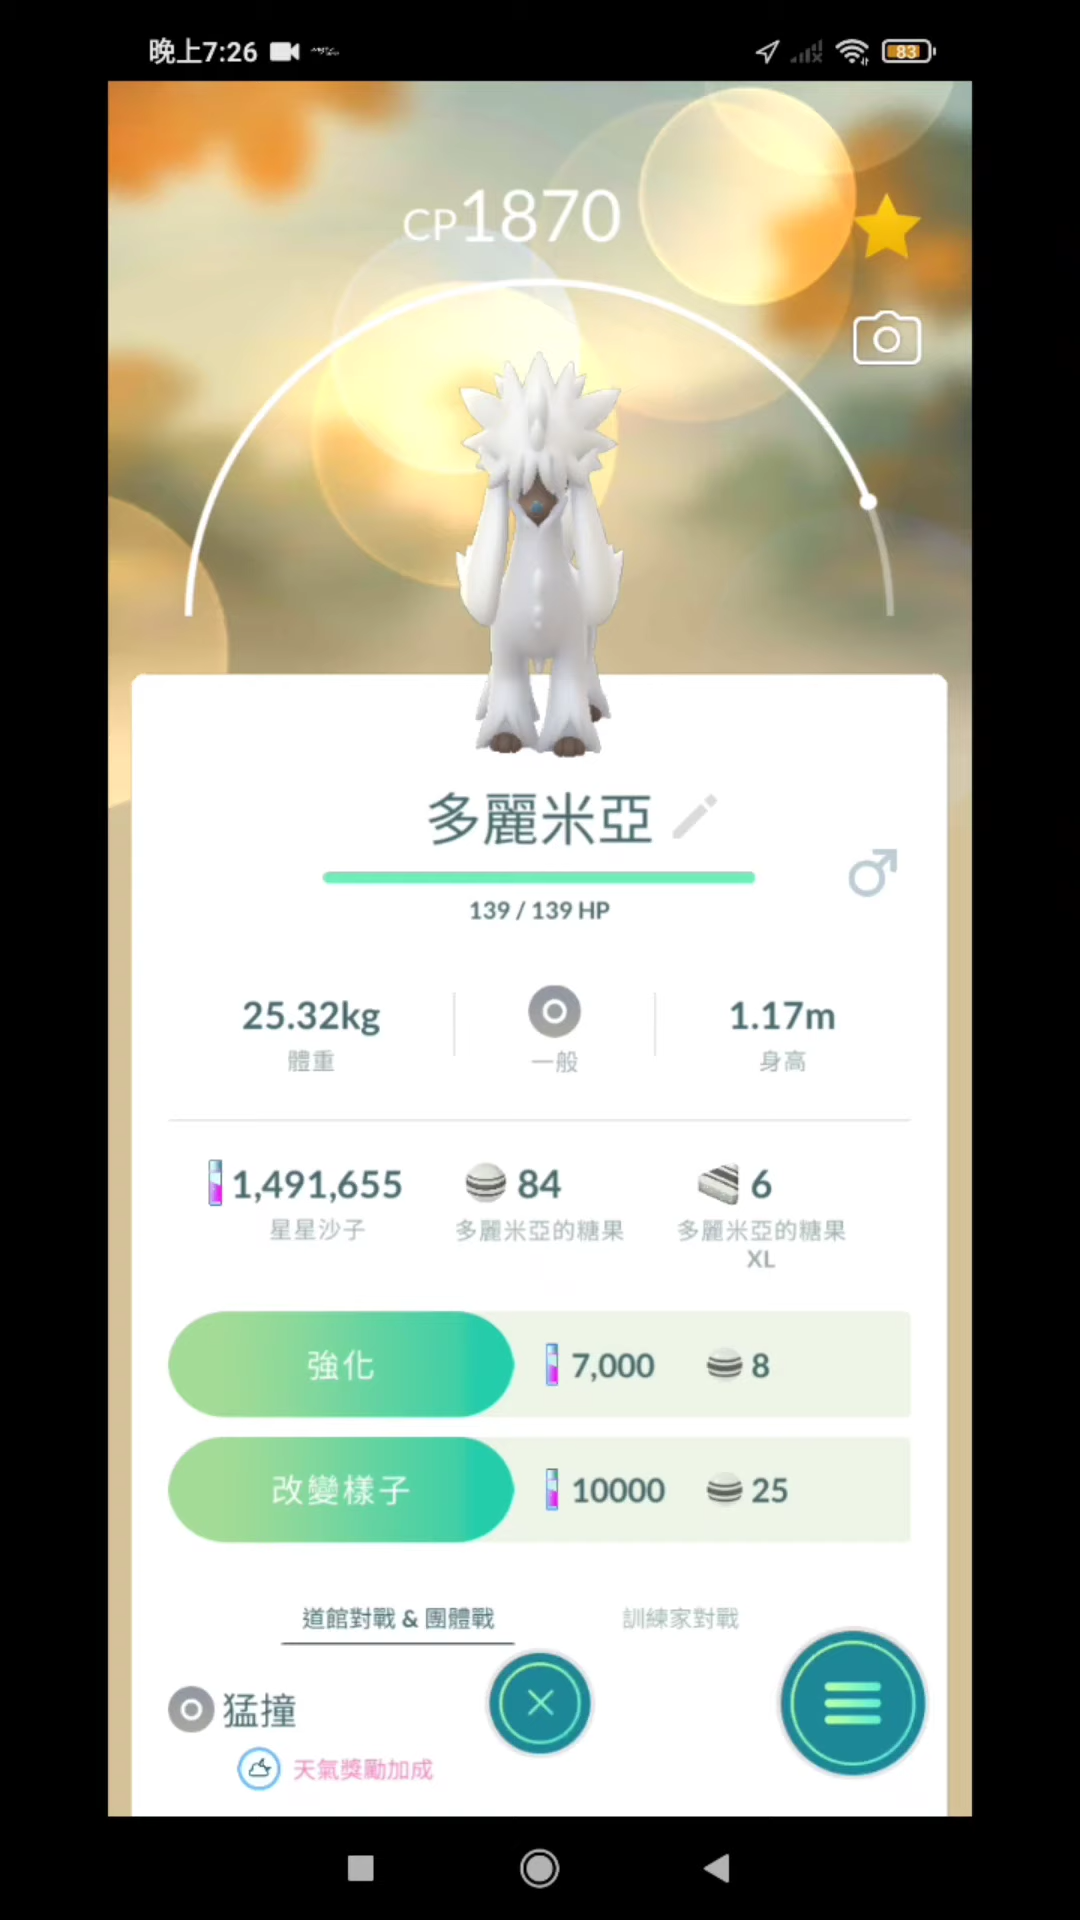 晚上7:26
83
CP1870
多麗米亞
139 / 139 HP
25.32kg
體重
一般
1.17m
身高
1,491,655
星星沙子
84
多麗米亞的糖果
6
多麗米亞的糖果
XL
強化
7,000
8
改變樣子
10000
25
道館對戰 & 團體戰
訓練家對戰
猛撞
天氣獎勵加成